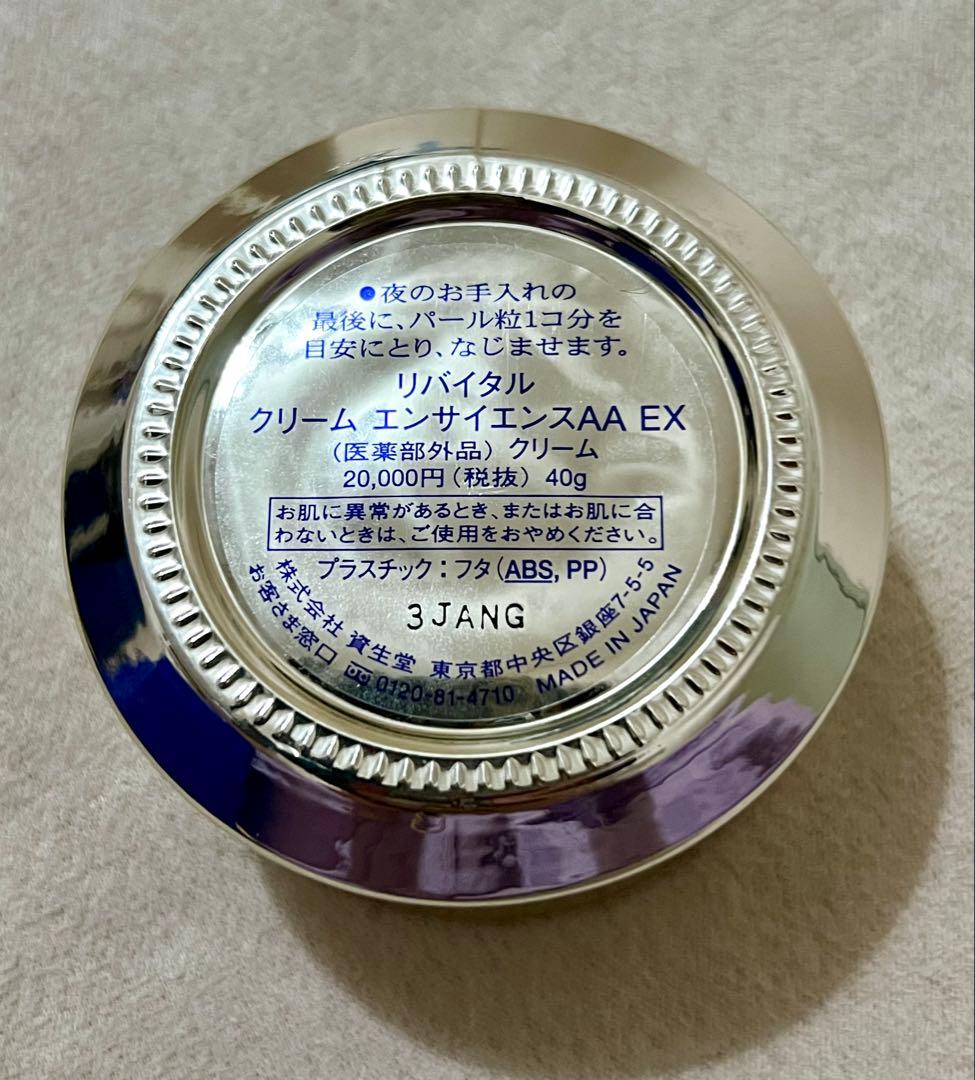 ●夜のお手入れの
最後に、パール粒1コ分を
目安にとり、なじませます。
リバイタル
クリーム エンサイエンスAA EX
(医薬部外品) クリーム
20,000円(税抜) 40g
お肌に異常があるとき、またはお肌に合
わないときは、ご使用をおやめください。
プラスチック:フタ(ABS, PP)
3JANG
株式会社 資生堂 東京都中央区銀座7-5-5
お客さま窓口 0120-81-4710 MADE IN JAPAN